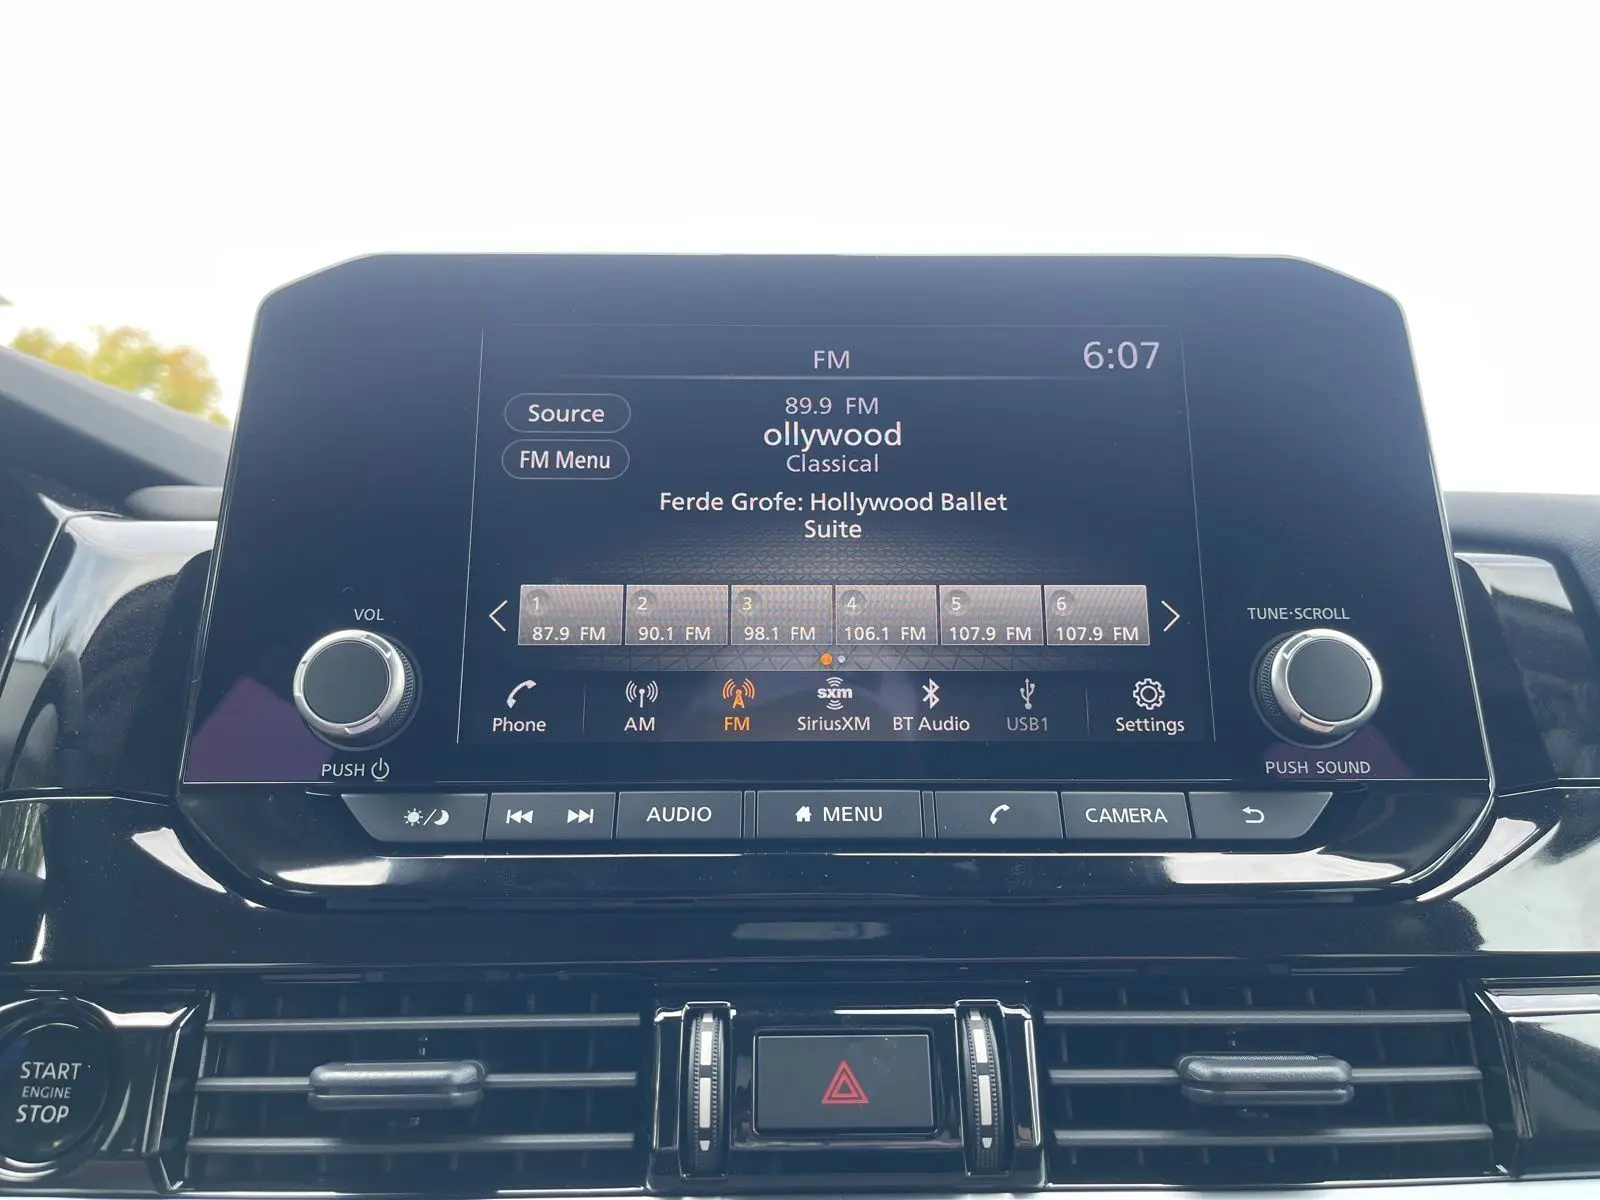 FM
6:07
Source
FM Menu
89.9 FM
ollywood
Classical
Ferde Grofe: Hollywood Ballet
Suite
1 2 3 4 5 6
87.9 FM 90.1 FM 98.1 FM 106.1 FM 107.9 FM 107.9 FM
sxm
Phone AM FM SiriusXM BT Audio USB1 Settings
VOL
PUSH
TUNE·SCROLL
PUSH SOUND
AUDIO MENU CAMERA
START
ENGINE
STOP